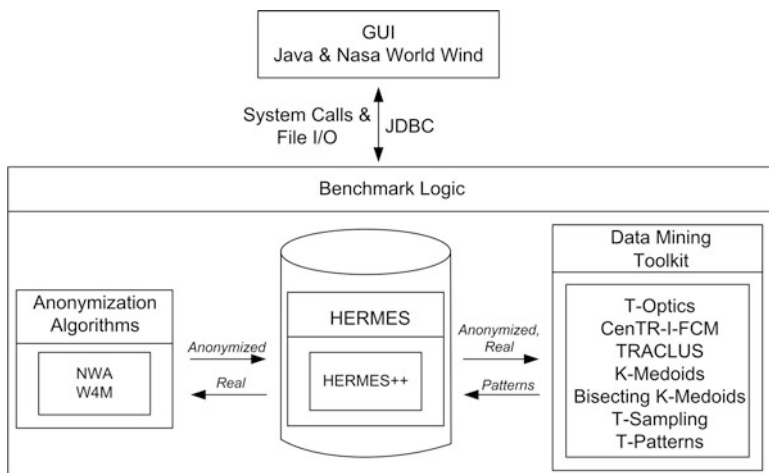 GUI
Java & Nasa World Wind
System Calls &
File I/O
JDBC
Benchmark Logic
Anonymization
Algorithms
NWA
W4M
Anonymized
Real
HERMES
HERMES++
Anonymized,
Real
Patterns
Data Mining
Toolkit
T-Optics
CenTR-I-FCM
TRACLUS
K-Medoids
Bisecting K-Medoids
T-Sampling
T-Patterns